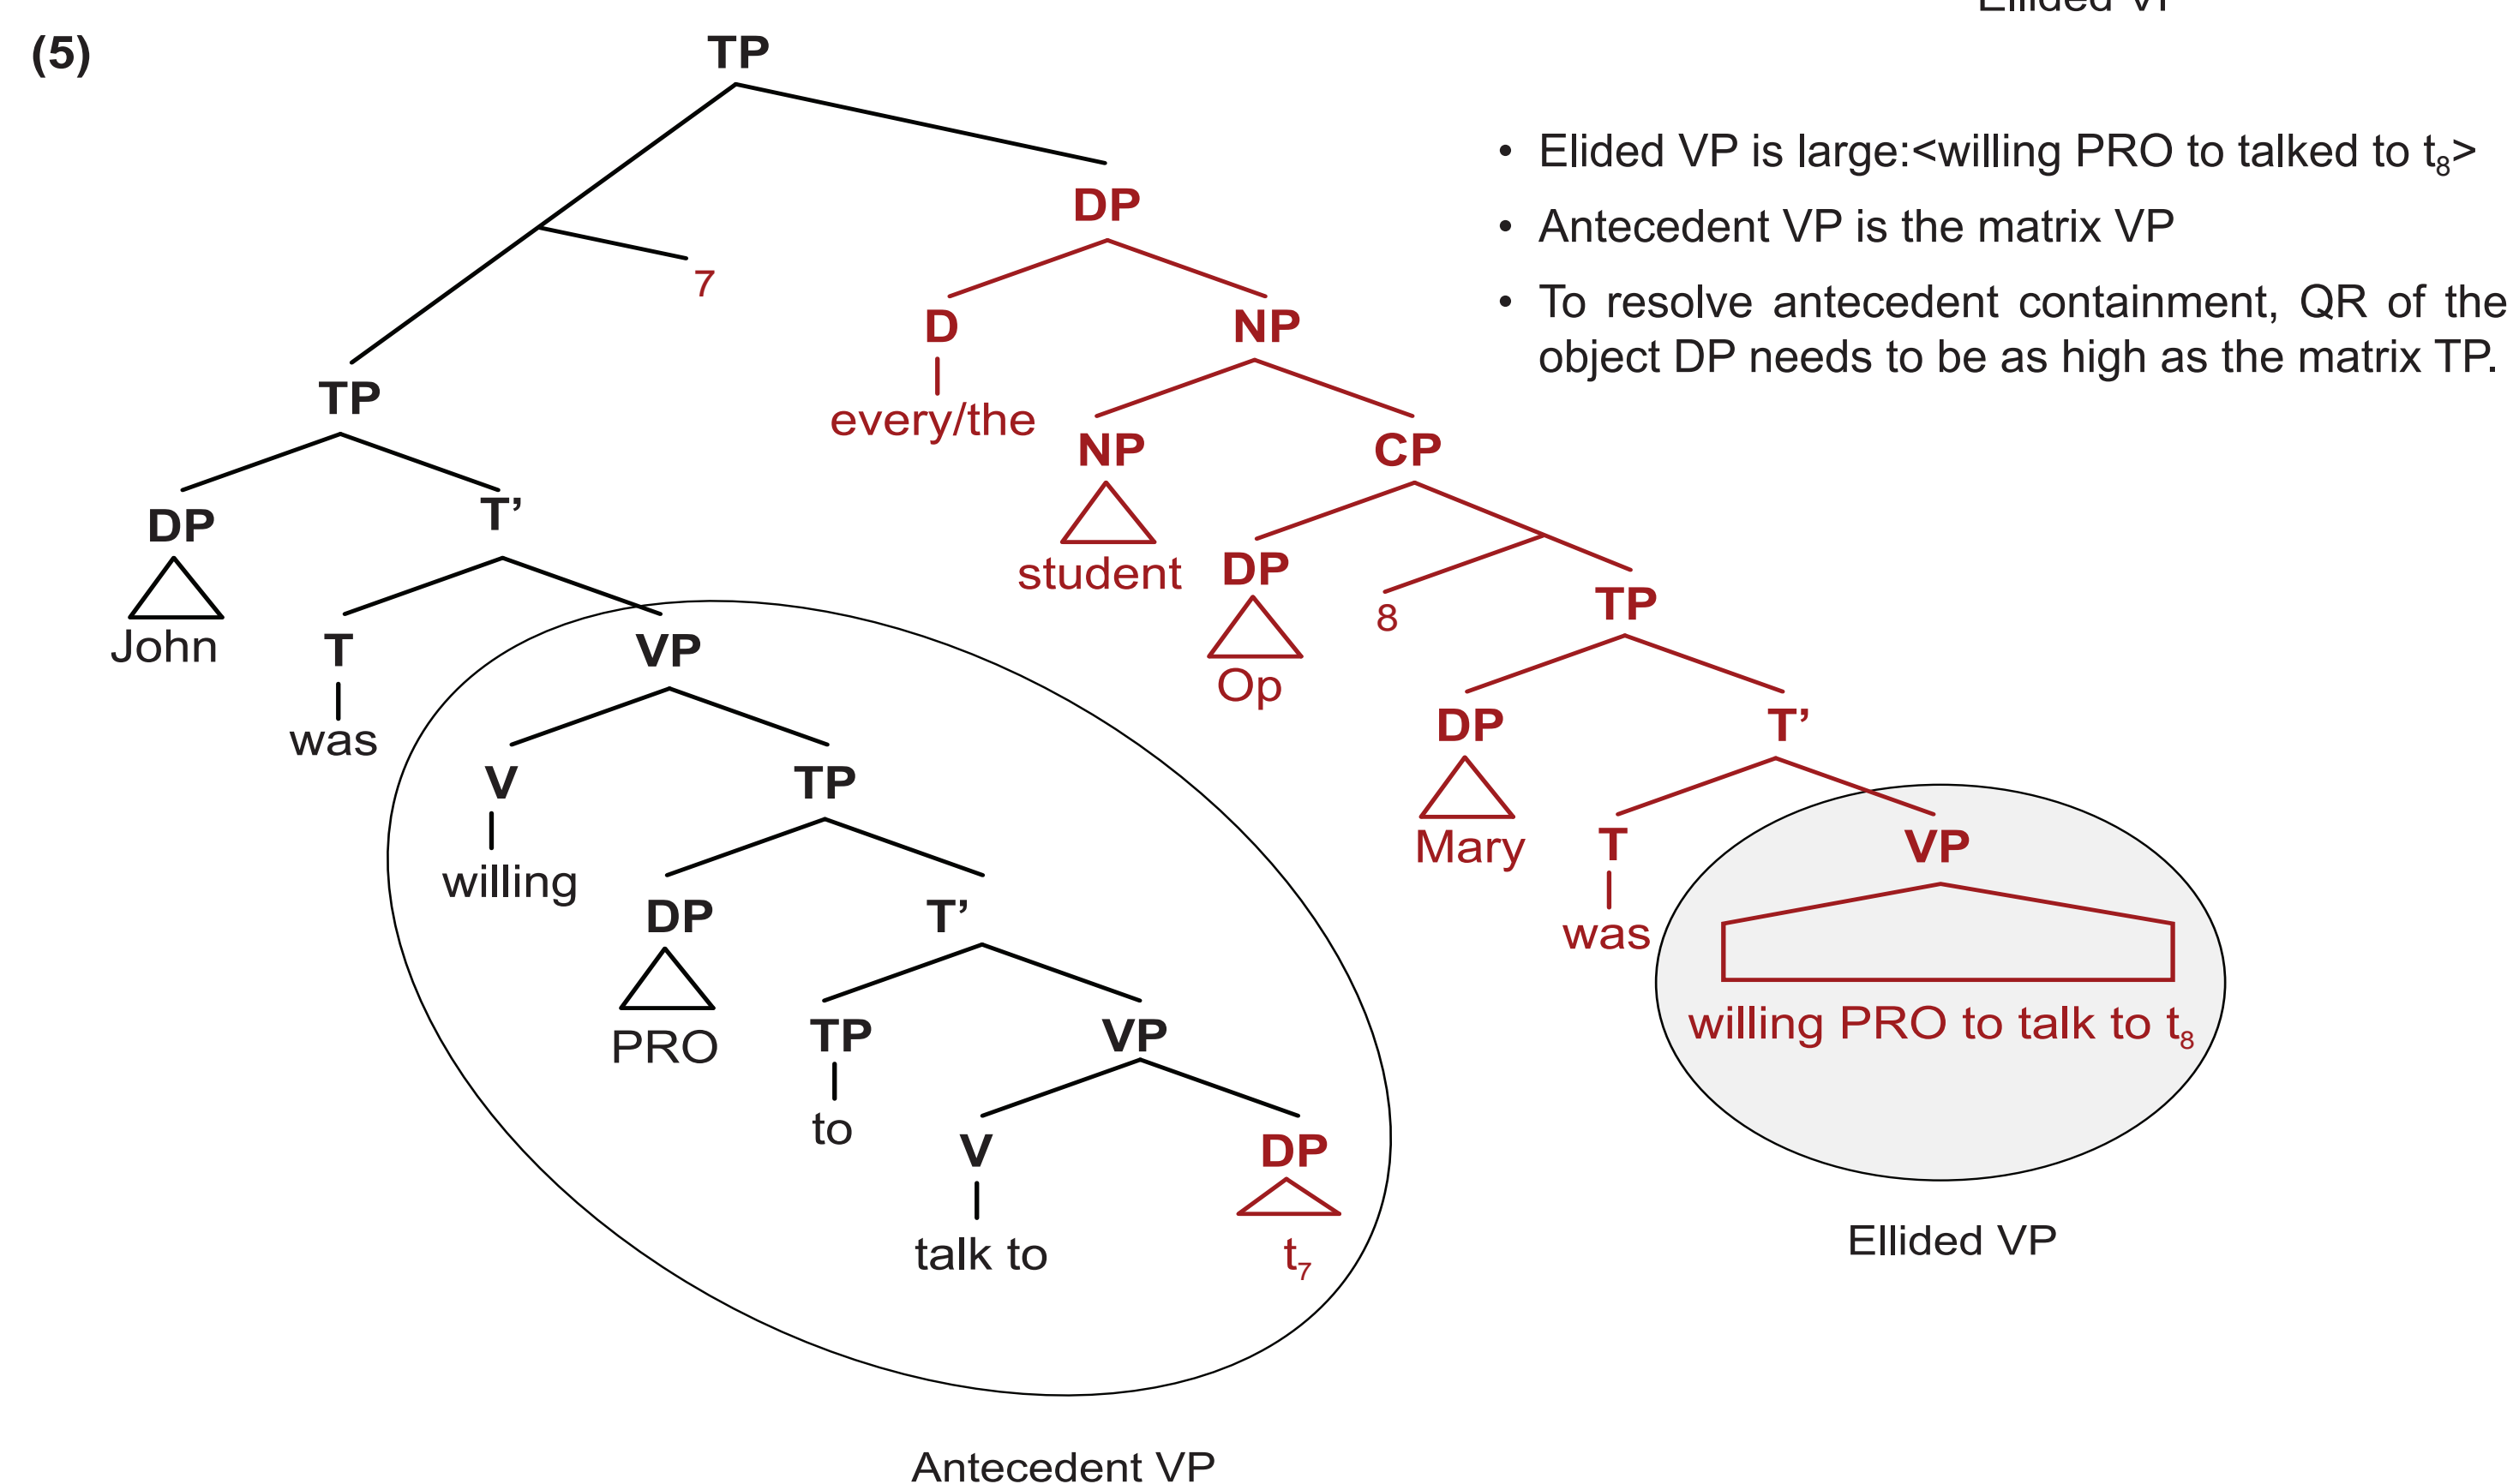 Ellided VP
(5)
TP
• Elided VP is large:<willing PRO to talked to t₈>
DP
• Antecedent VP is the matrix VP
7
• To resolve antecedent containment, QR of the
D NP
object DP needs to be as high as the matrix TP.
TP
every/the
NP CP
DP T’
student DP
8 TP
John T VP
Op
was
DP T’
V TP
Mary T VP
willing
DP T’
was
willing PRO to talk to t₈
PRO TP VP
to
V DP
talk to t₇
Ellided VP
Antecedent VP